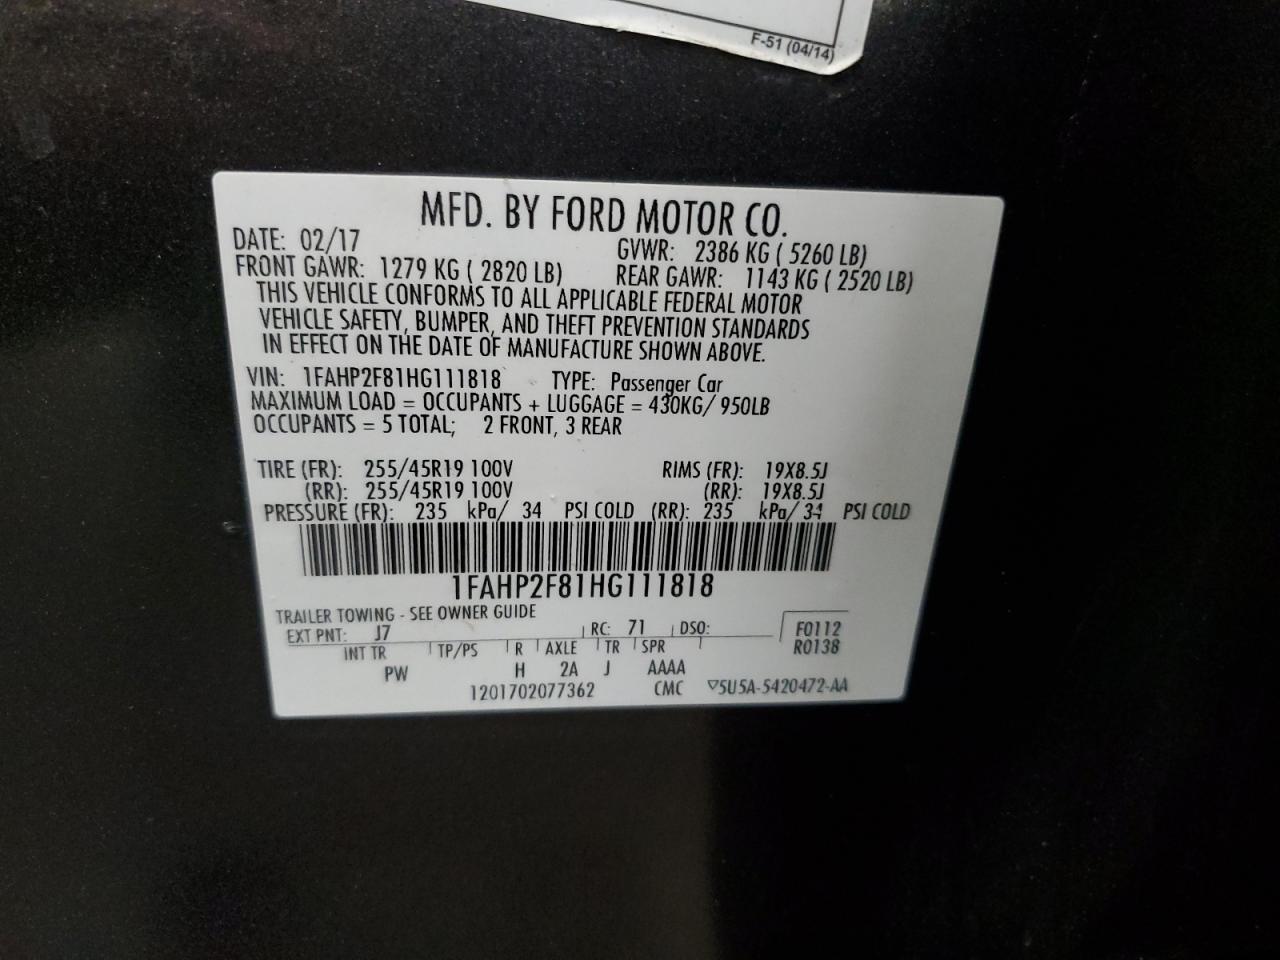 F-51 (04/14)
MFD. BY FORD MOTOR CO.
DATE: 02/17 GVWR: 2386 KG ( 5260 LB)
FRONT GAWR: 1279 KG ( 2820 LB) REAR GAWR: 1143 KG ( 2520 LB)
THIS VEHICLE CONFORMS TO ALL APPLICABLE FEDERAL MOTOR
VEHICLE SAFETY, BUMPER, AND THEFT PREVENTION STANDARDS
IN EFFECT ON THE DATE OF MANUFACTURE SHOWN ABOVE.
VIN: 1FAHP2F81HG111818 TYPE: Passenger Car
MAXIMUM LOAD = OCCUPANTS + LUGGAGE = 430KG/ 950LB
OCCUPANTS = 5 TOTAL; 2 FRONT, 3 REAR
TIRE (FR): 255/45R19 100V RIMS (FR): 19X8.5J
(RR): 255/45R19 100V (RR): 19X8.5J
PRESSURE (FR): 235 kPa/ 34 PSI COLD (RR): 235 kPa/ 34 PSI COLD
1FAHP2F81HG111818
TRAILER TOWING - SEE OWNER GUIDE
EXT PNT: J7 RC: 71 DSO: F0112
INT TR TP/PS R AXLE TR SPR R0138
PW H 2A J AAAA
1201702077362 CMC ▽5U5A-5420472-AA